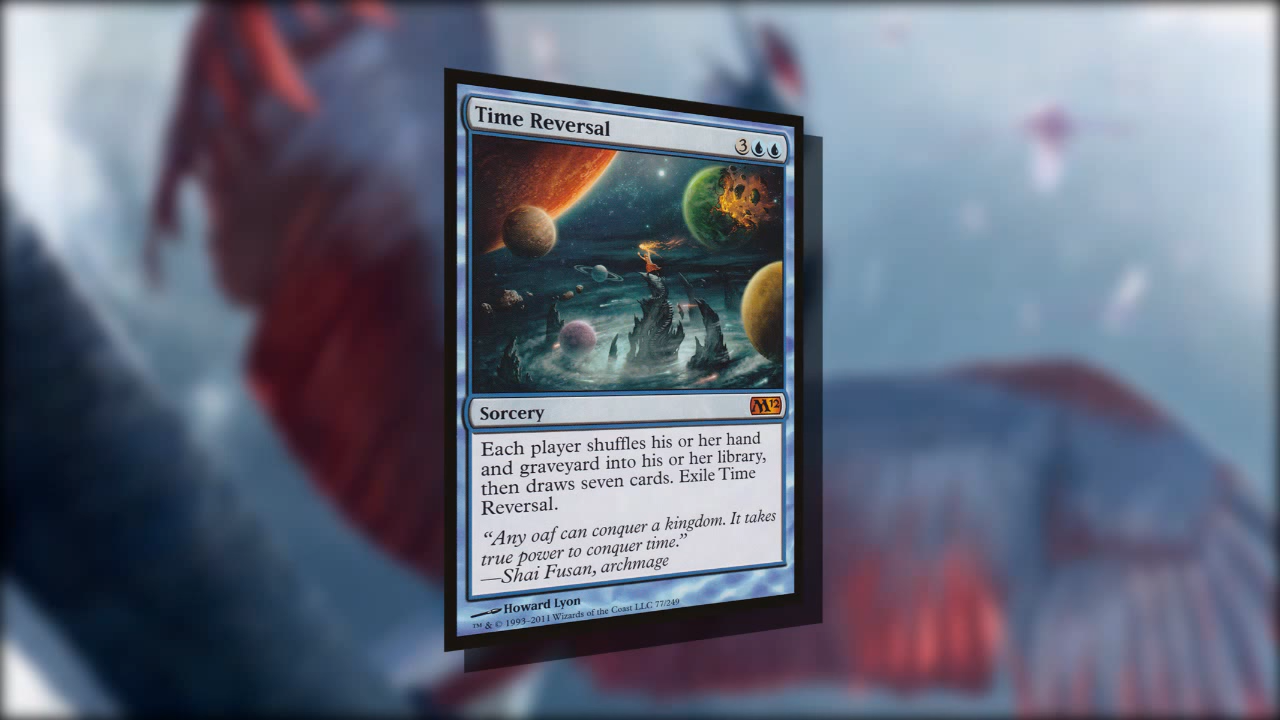 Time Reversal
3
Sorcery
M12
Each player shuffles his or her hand
and graveyard into his or her library,
then draws seven cards. Exile Time
Reversal.
“Any oaf can conquer a kingdom. It takes
true power to conquer time.”
—Shai Fusan, archmage
Howard Lyon
™ & © 1993–2011 Wizards of the Coast LLC 77/249